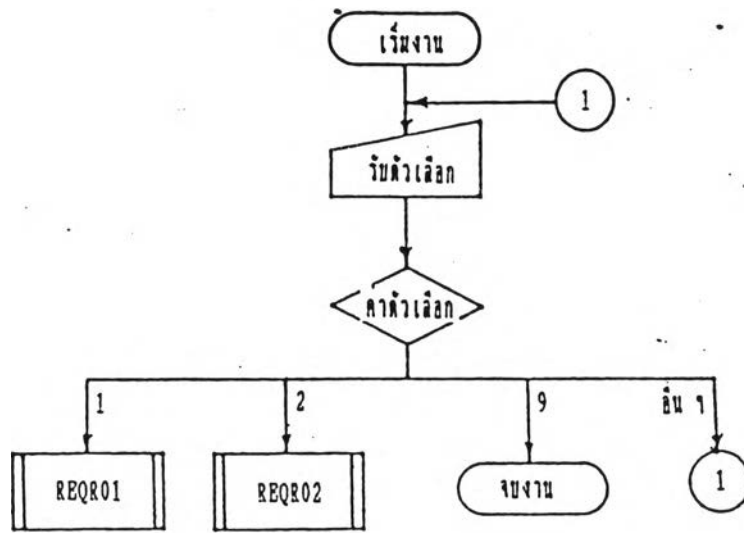 เริ่มงาน
1
รับตัวเลือก
ค่าตัวเลือก
1
2
9
อื่น ๆ
REQR01
REQR02
จบงาน
1